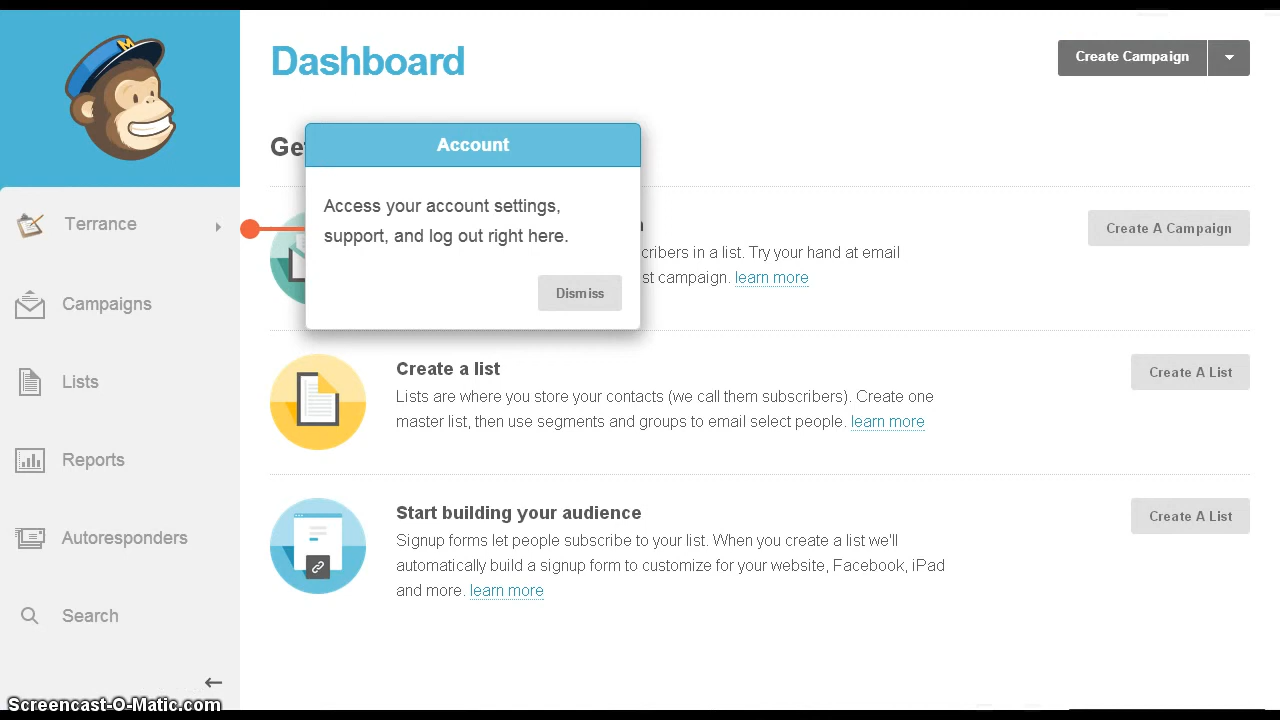 Dashboard
Create Campaign
Ge
Account
Access your account settings,
support, and log out right here.
Dismiss
Terrance
Campaigns
Lists
Reports
Autoresponders
Search
cribers in a list. Try your hand at email
st campaign. learn more
Create A Campaign
Create a list
Lists are where you store your contacts (we call them subscribers). Create one
master list, then use segments and groups to email select people. learn more
Create A List
Start building your audience
Signup forms let people subscribe to your list. When you create a list we'll
automatically build a signup form to customize for your website, Facebook, iPad
and more. learn more
Create A List
Screencast-O-Matic.com